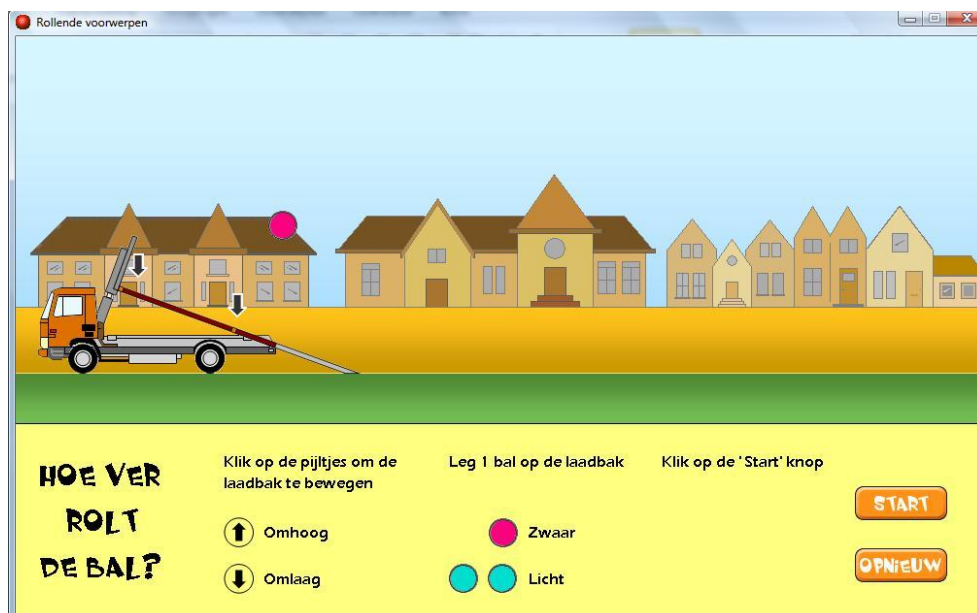 Rollende voorwerpen
HOE VER
ROLT
DE BAL?
Klik op de pijltjes om de
laadbak te bewegen
Omhoog
Omlaag
Leg 1 bal op de laadbak
Zwaar
Licht
Klik op de 'Start' knop
START
OPNIEUW